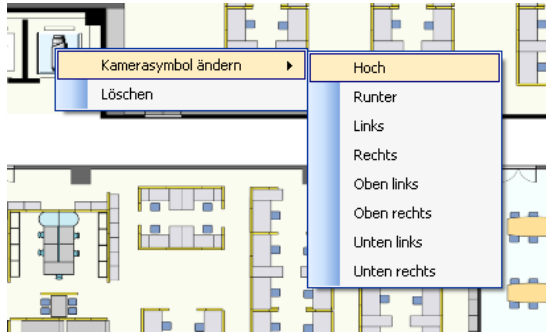 Kamerasymbol ändern
Löschen
Hoch
Runter
Links
Rechts
Oben links
Oben rechts
Unten links
Unten rechts